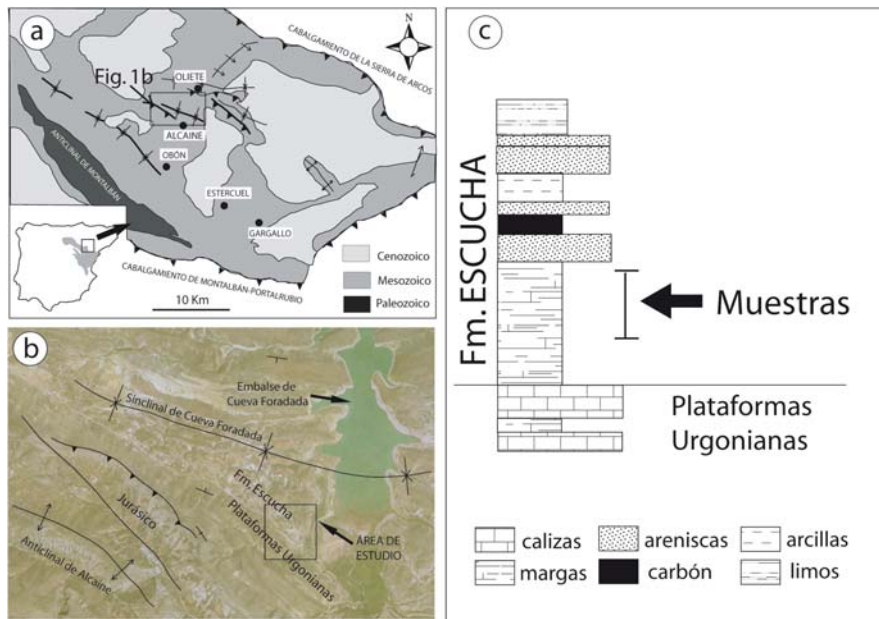 a
Fig. 1b
N
CABALGAMIENTO DE LA SIERRA DE ARCOS
OLIETE
ALCAINE
OBÓN
ANTICLINAL DE MONTALBÁN
ESTERCUEL
GARGALLO
CABALGAMIENTO DE MONTALBÁN-PORTALRUBIO
10 Km
Cenozoico
Mesozoico
Paleozoico
b
Embalse de
Cueva Foradada
Sinclinal de Cueva Foradada
Fm. Escucha
Plataformas Urgonianas
Jurásico
Anticlinal de Alcaine
ÁREA DE
ESTUDIO
c
Fm. ESCUCHA
Muestras
Plataformas
Urgonianas
calizas
areniscas
arcillas
margas
carbón
limos